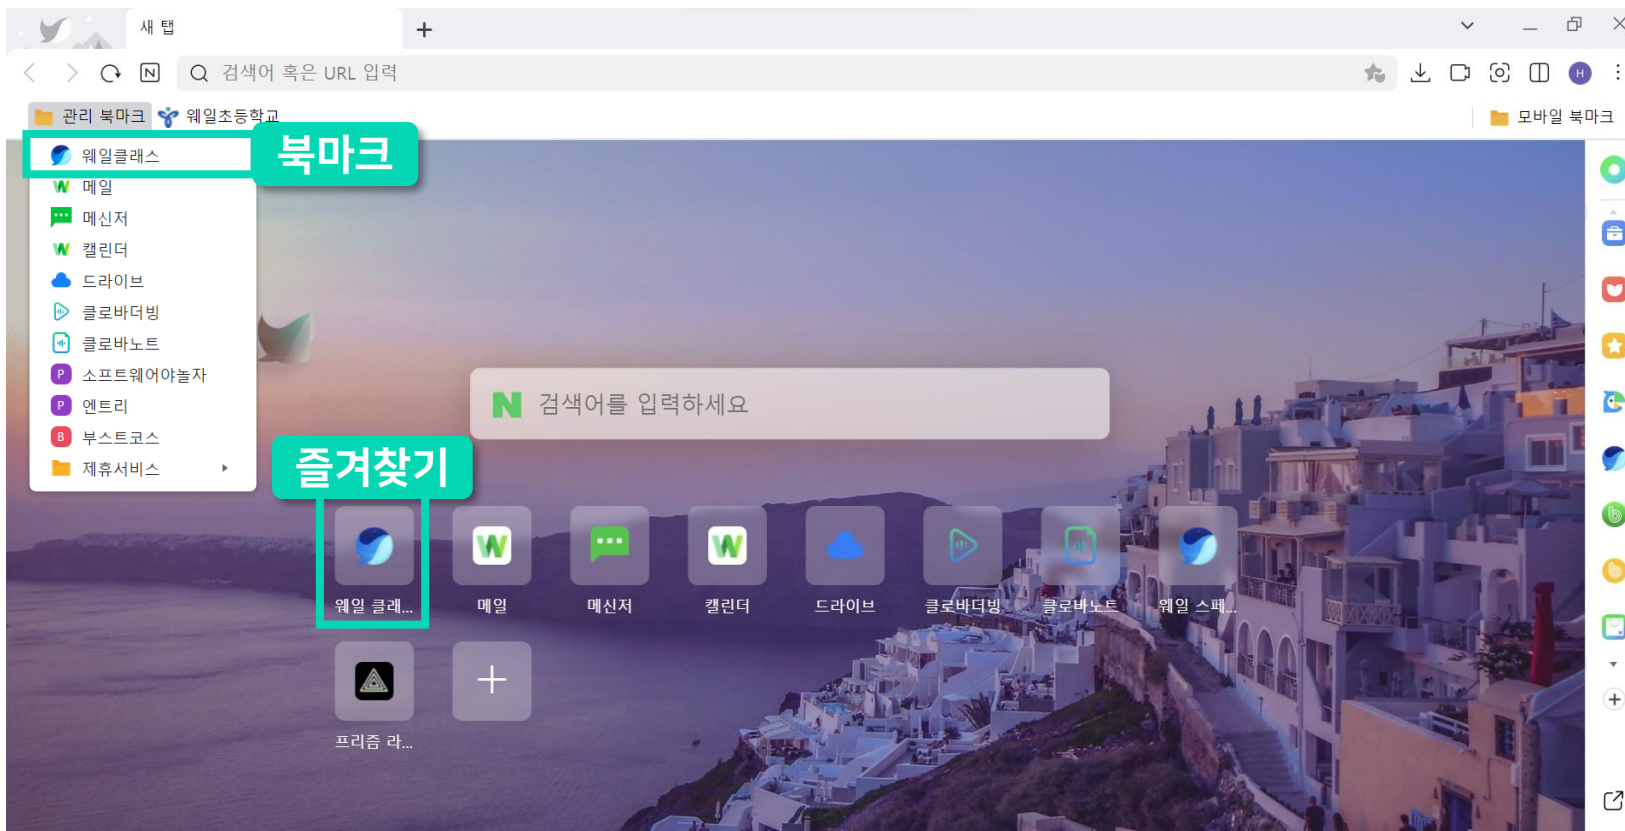 새 탭
검색어 혹은 URL 입력
H
관리 북마크
웨일초등학교
모바일 북마크
북마크
웨일클래스
메일
메신저
캘린더
드라이브
클로바더빙
클로바노트
P 소프트웨어야놀자
P 엔트리
B 부스트코스
제휴서비스
N 검색어를 입력하세요
즐겨찾기
웨일 클래...
메일
메신저
캘린더
드라이브
클로바더빙
클로바노트
웨일 스페...
프리즘 라...